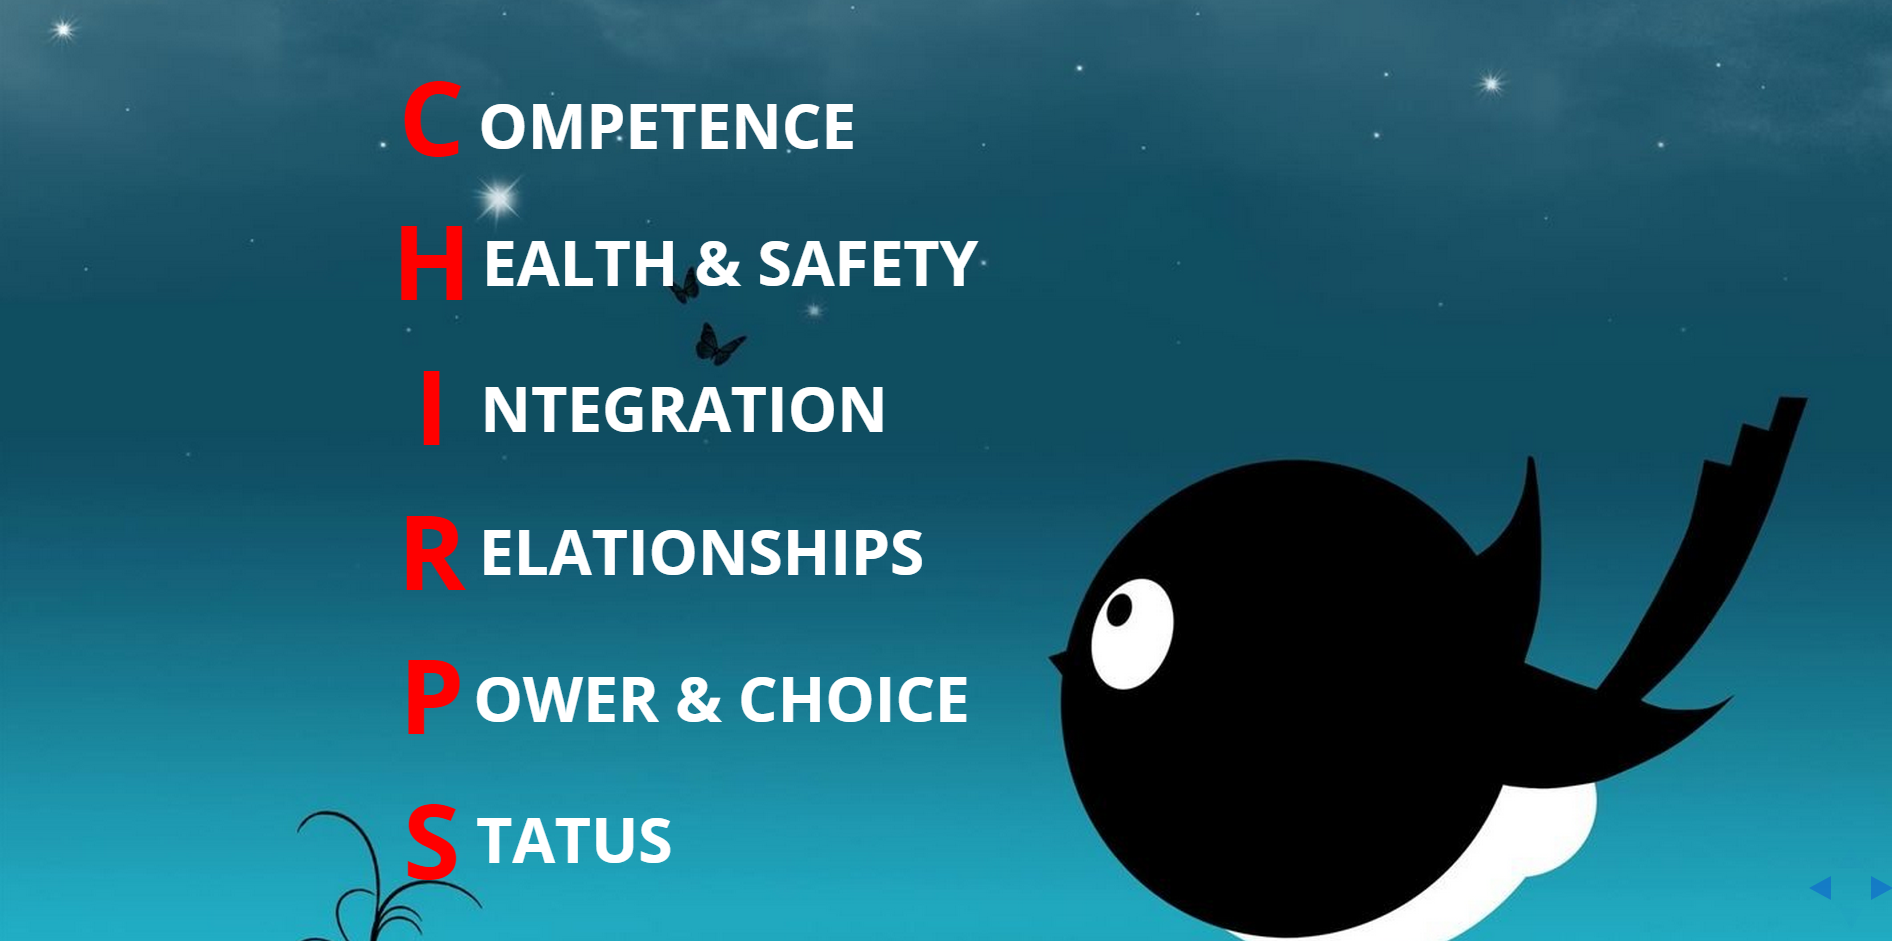 COMPETENCE
HEALTH & SAFETY
INTEGRATION
RELATIONSHIPS
POWER & CHOICE
STATUS